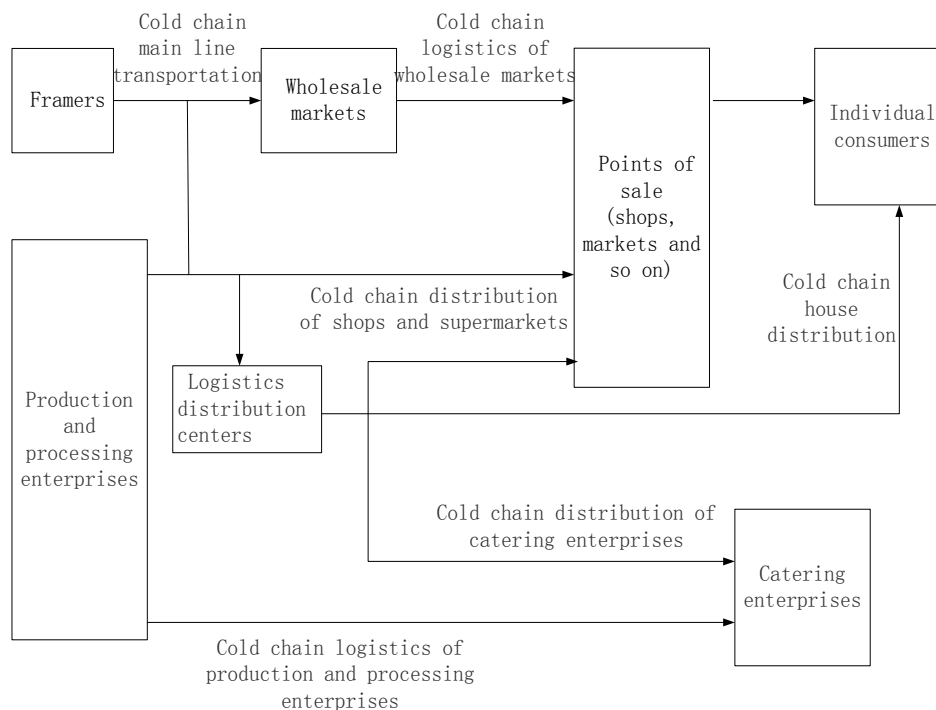 Cold chain
main line
transportation
Cold chain
logistics of
wholesale markets
Framers
Wholesale
markets
Points of
sale
(shops,
markets and
so on)
Individual
consumers
Cold chain distribution
of shops and supermarkets
Cold chain
house
distribution
Logistics
distribution
centers
Production
and
processing
enterprises
Cold chain distribution of
catering enterprises
Catering
enterprises
Cold chain logistics of
production and processing
enterprises